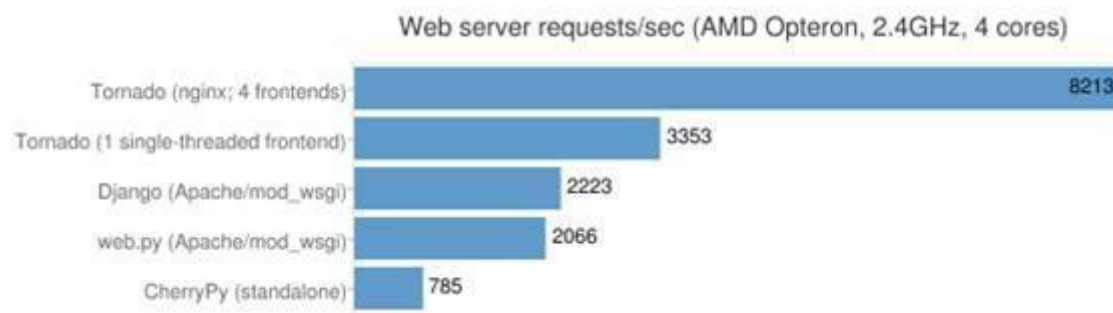 Web server requests/sec (AMD Opteron, 2.4GHz, 4 cores)
Tornado (nginx; 4 frontends) 8213
Tornado (1 single-threaded frontend) 3353
Django (Apache/mod_wsgi) 2223
web.py (Apache/mod_wsgi) 2066
CherryPy (standalone) 785